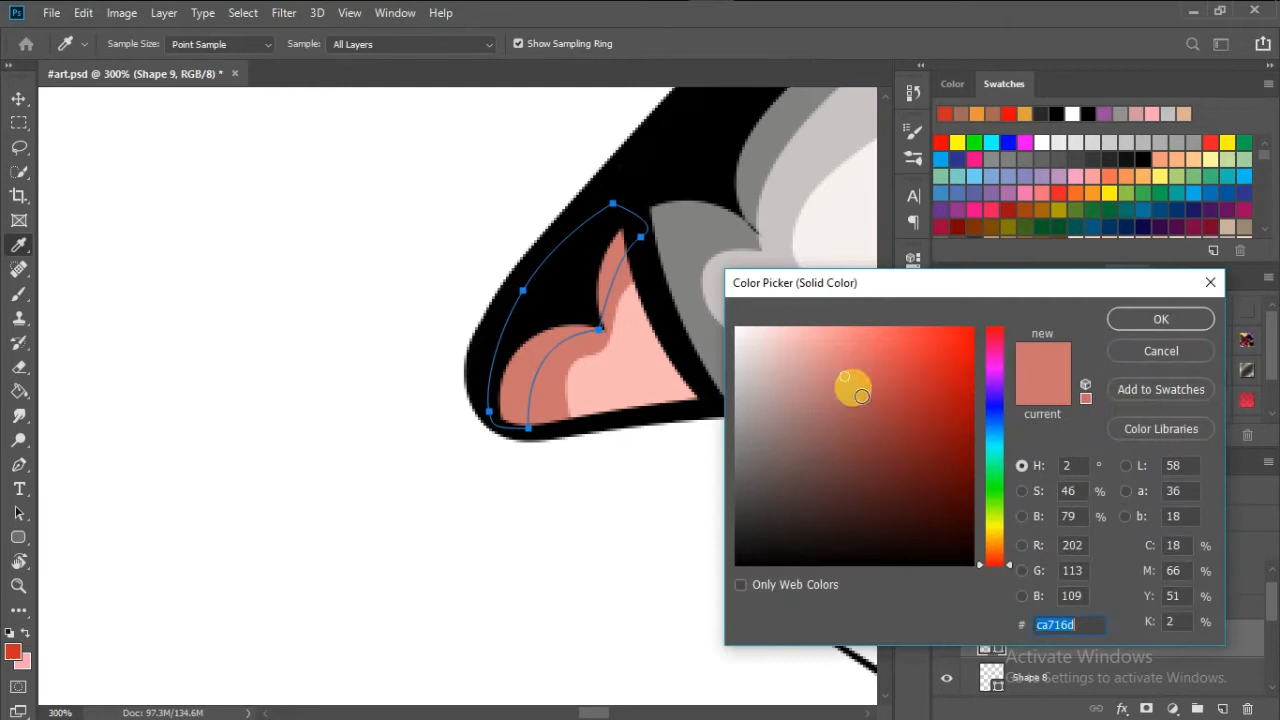 Ps File Edit Image Layer Type Select Filter 3D View Window Help
Sample Size: Point Sample Sample: All Layers Show Sampling Ring
#art.psd @ 300% (Shape 9, RGB/8) * ×
Color Swatches
Color Picker (Solid Color)
new
current
OK
Cancel
Add to Swatches
Color Libraries
H: 2 ° L: 58
S: 46 % a: 36
B: 79 % b: 18
R: 202 C: 18 %
G: 113 M: 66 %
B: 109 Y: 51 %
# ca716d K: 2 %
Only Web Colors
Activate Windows
Go to Settings to activate Windows.
Shape 8
300% Doc: 97.3M/134.6M